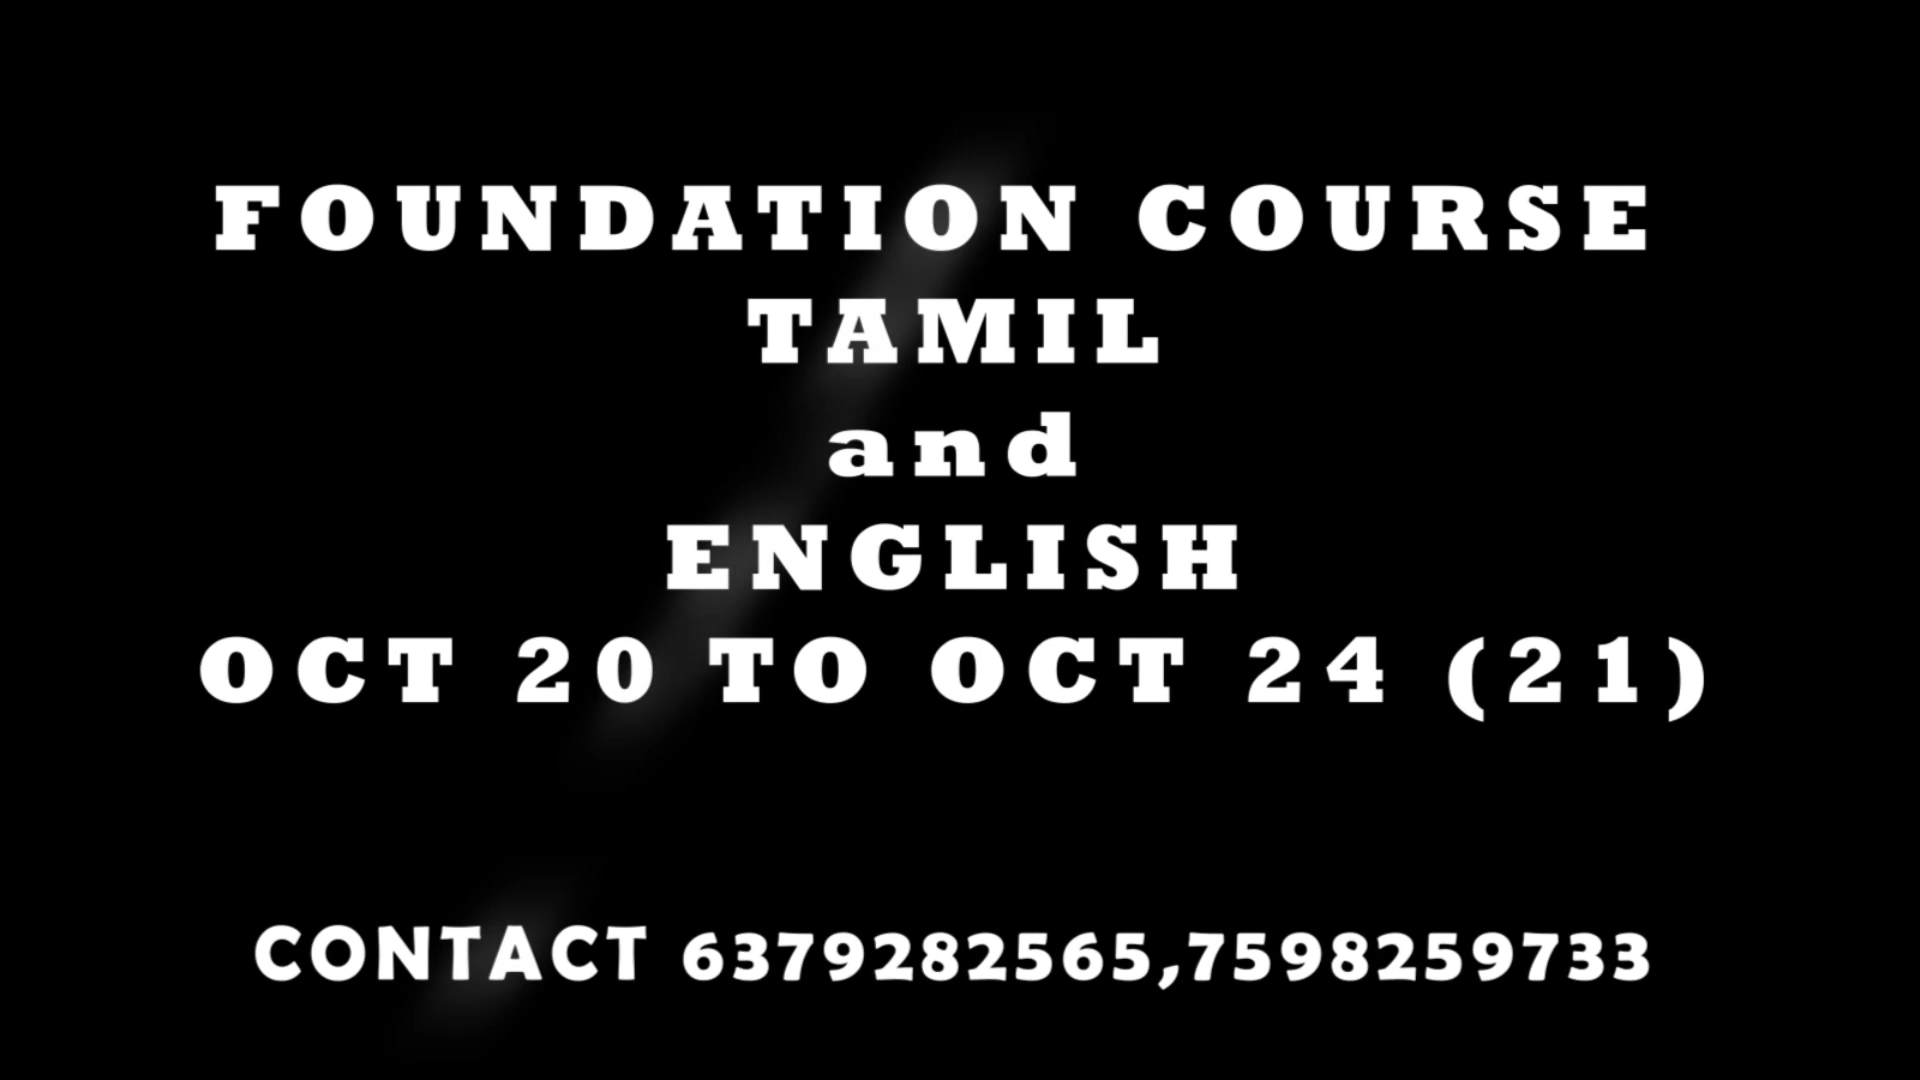 FOUNDATION COURSE
TAMIL
and
ENGLISH
OCT 20 TO OCT 24 (21)
CONTACT 6379282565,7598259733